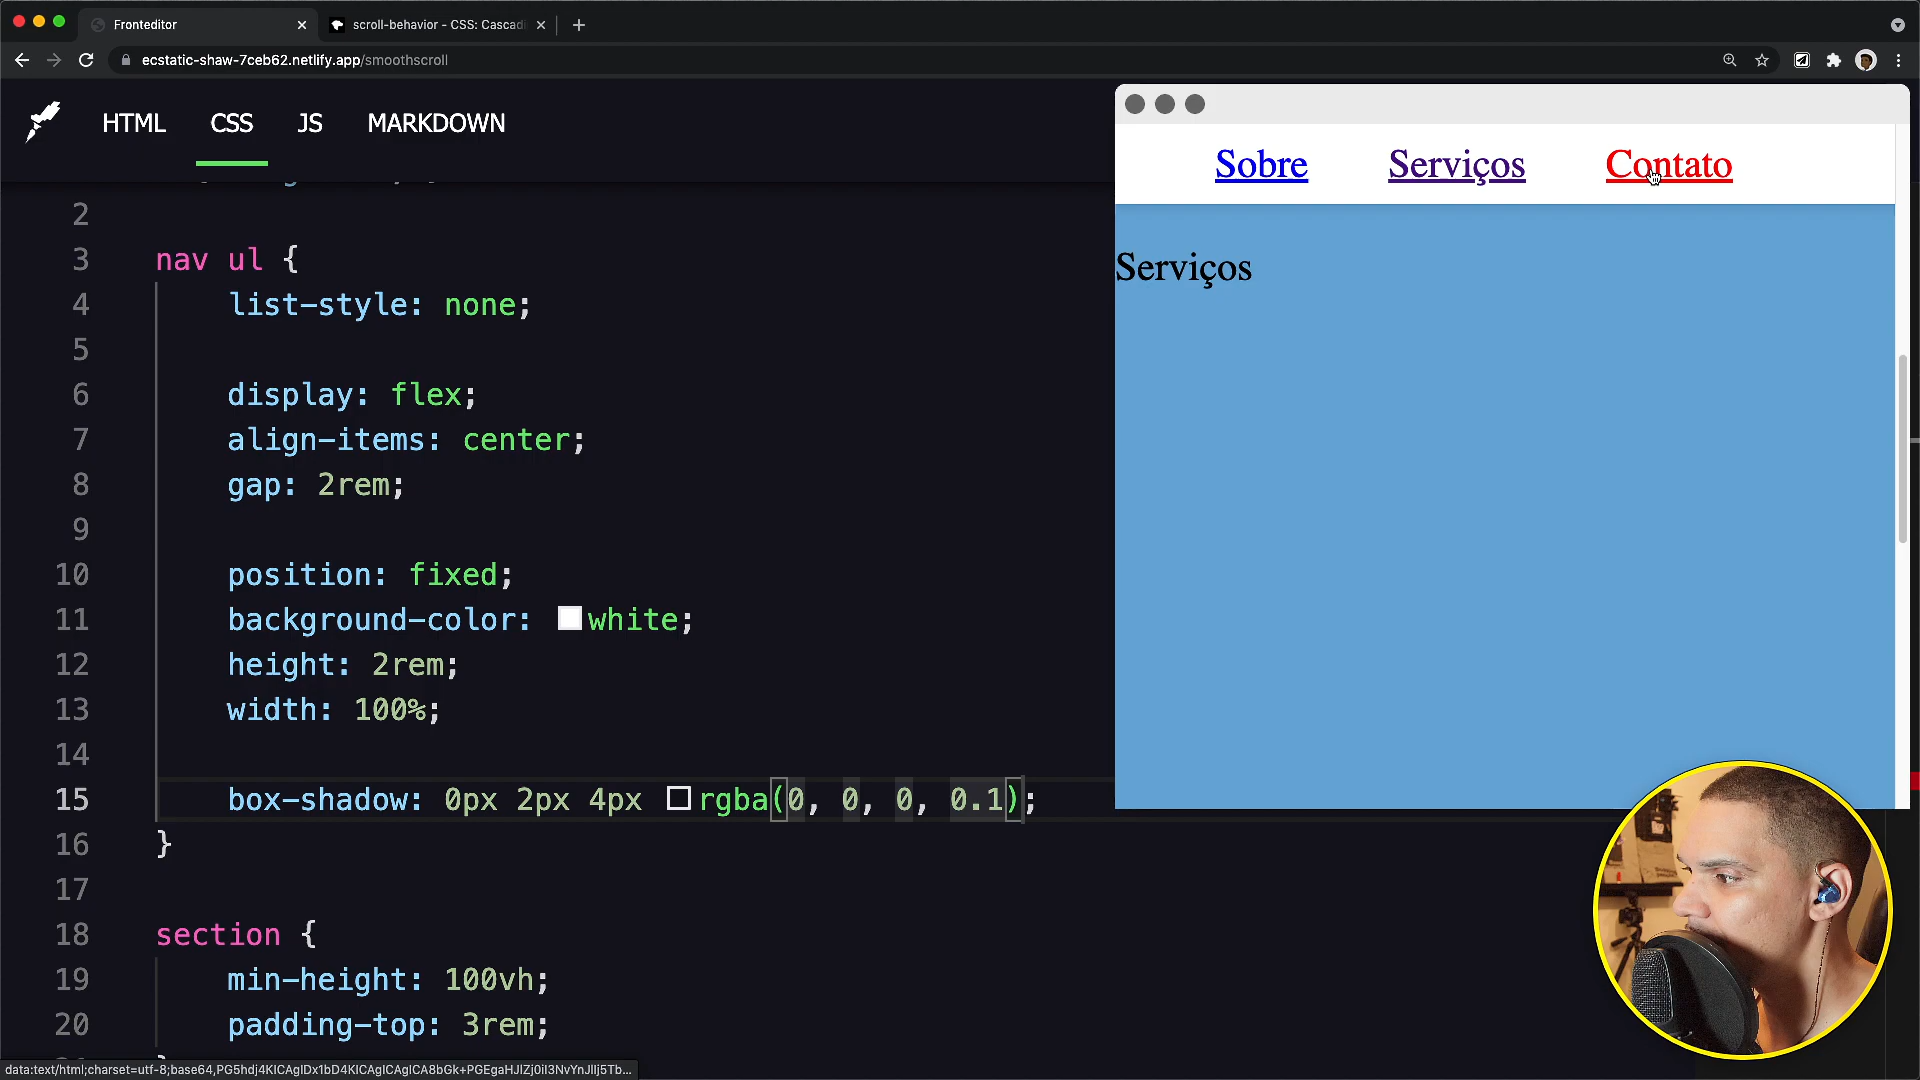 Fronteditor
scroll-behavior - CSS: Cascadi
ecstatic-shaw-7ceb62.netlify.app/smoothscroll
HTML CSS JS MARKDOWN
Sobre Serviços Contato
Serviços
2
3 nav ul {
4 list-style: none;
5
6 display: flex;
7 align-items: center;
8 gap: 2rem;
9
10 position: fixed;
11 background-color: white;
12 height: 2rem;
13 width: 100%;
14
15 box-shadow: 0px 2px 4px rgba(0, 0, 0, 0.1);
16 }
17
18 section {
19 min-height: 100vh;
20 padding-top: 3rem;